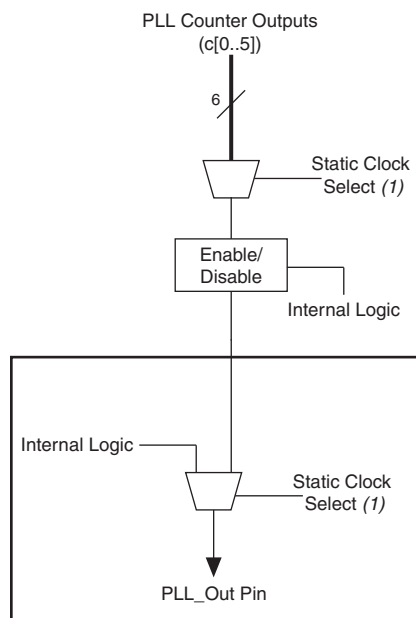 PLL Counter Outputs
(c[0..5])
6
Static Clock
Select (1)
Enable/
Disable
Internal Logic
Internal Logic
Static Clock
Select (1)
PLL_Out Pin